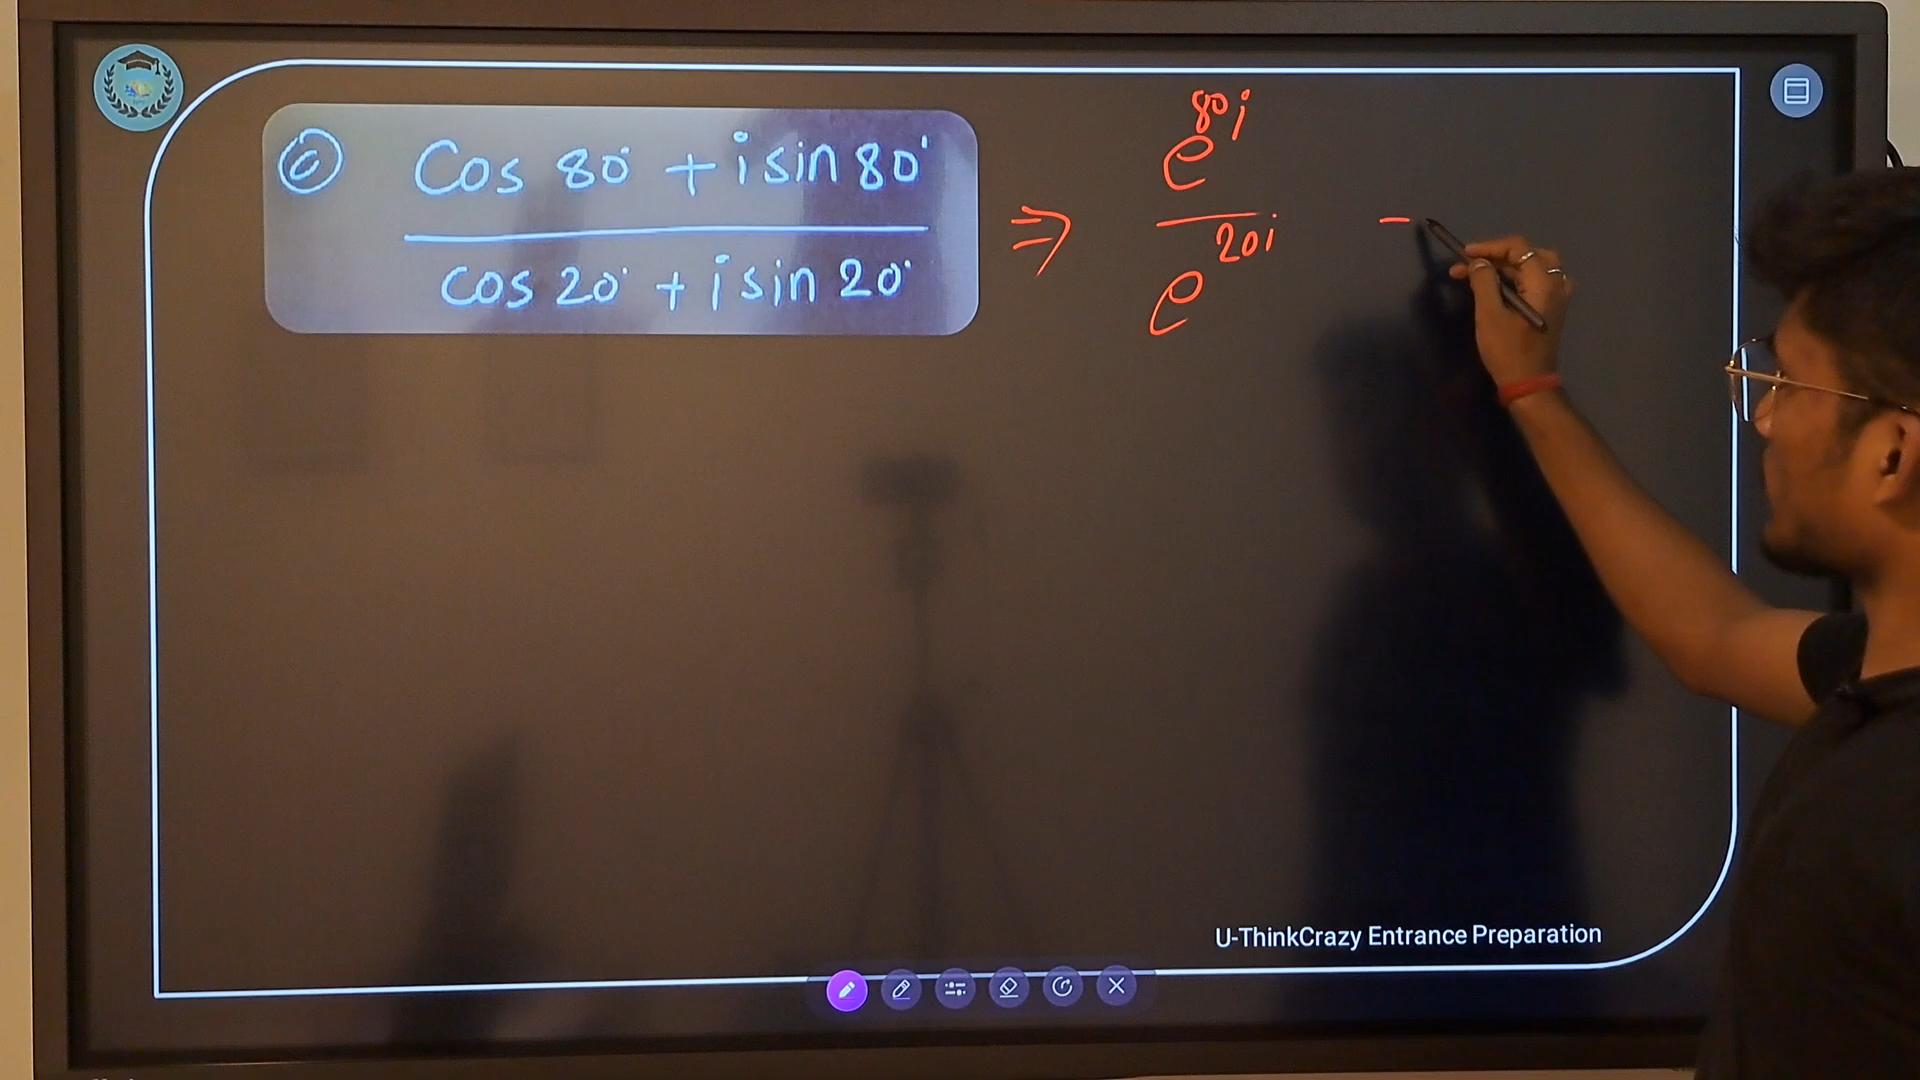 c Cos 80° + i sin 80°
cos 20° + i sin 20°
⇒ e^80i
e^20i
U-ThinkCrazy Entrance Preparation